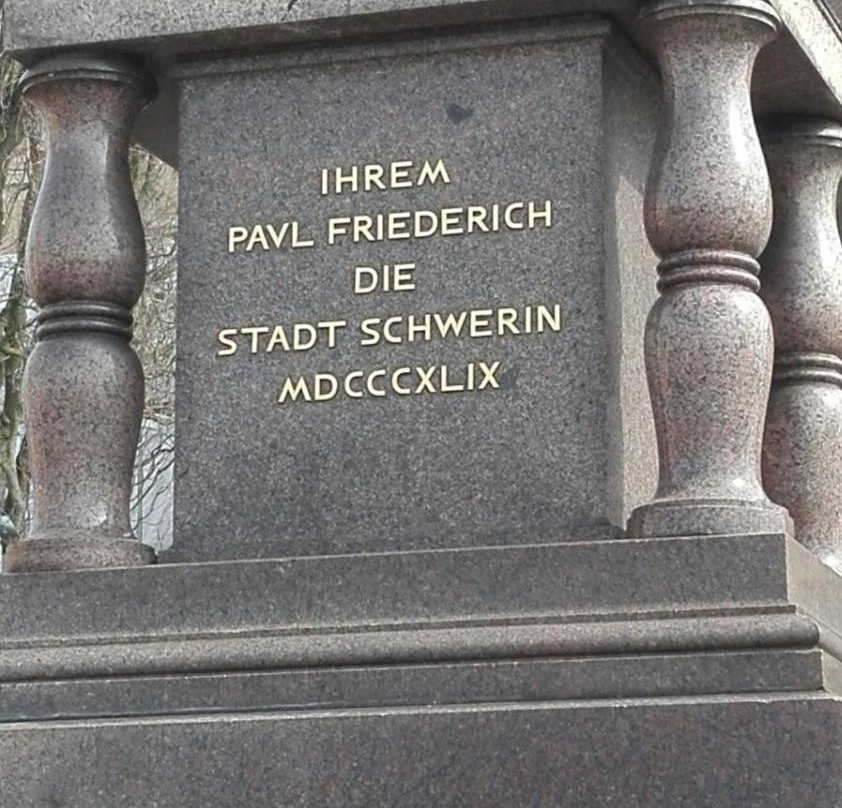 IHREM
PAVL FRIEDERICH
DIE
STADT SCHWERIN
MDCCCXLIX